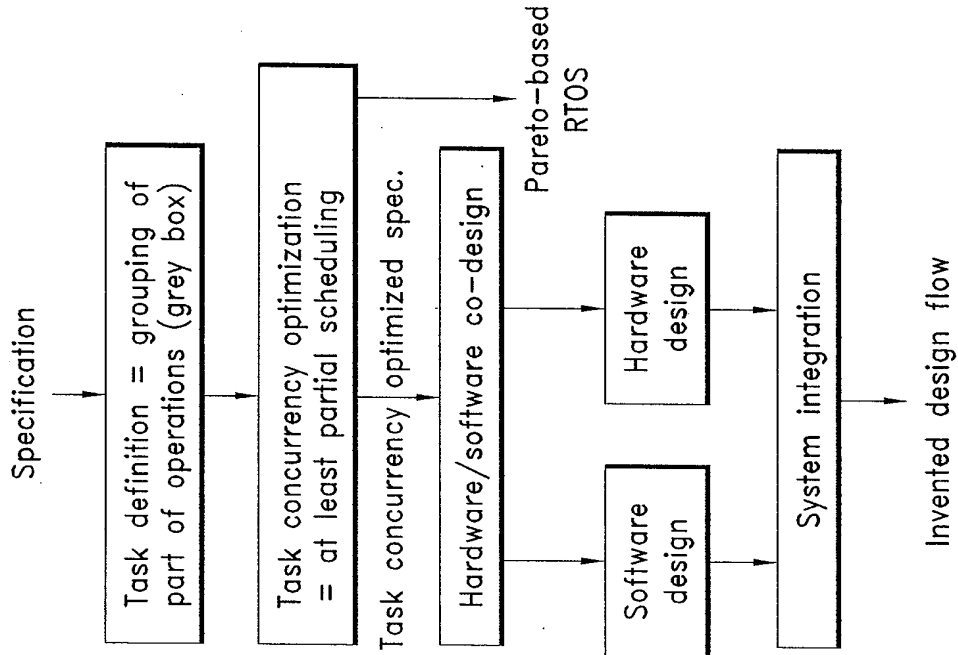 Specification
Task definition = grouping of
part of operations (grey box)
Task concurrency optimization
= at least partial scheduling
Task concurrency optimized spec.
Pareto-based
RTOS
Hardware/software co-design
Software
design
Hardware
design
System integration
Invented design flow